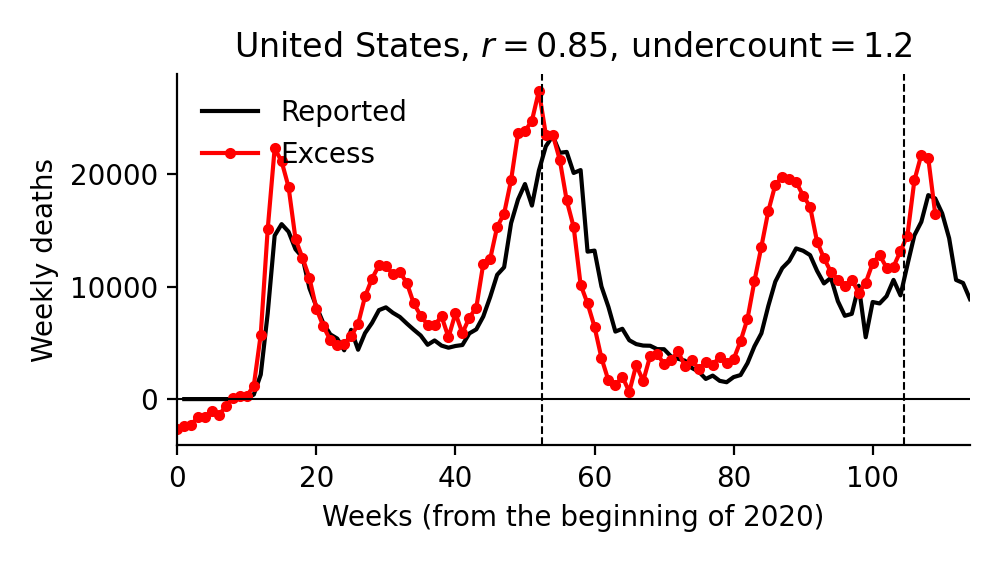 United States, r = 0.85, undercount = 1.2
Reported
Excess
Weekly deaths
20000
10000
0
0 20 40 60 80 100
Weeks (from the beginning of 2020)